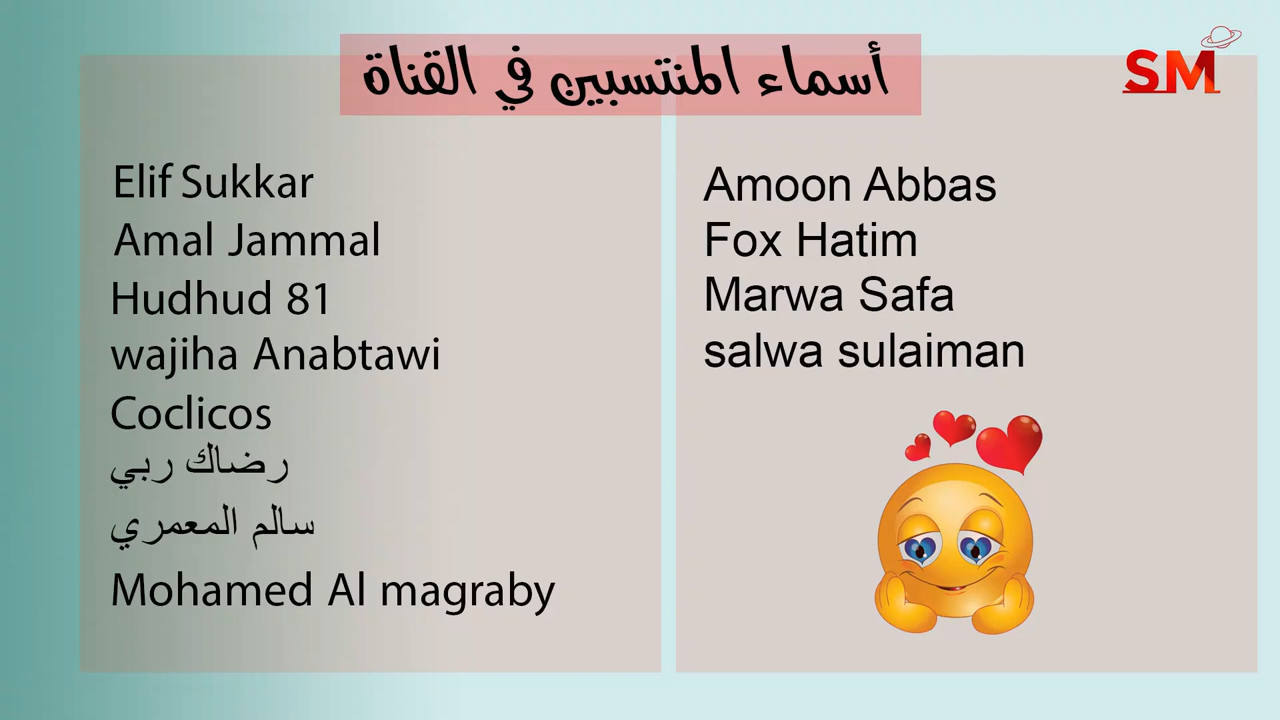 أسماء المنتسبين في القناة
SM
Elif Sukkar
Amal Jammal
Hudhud 81
wajiha Anabtawi
Coclicos
رضاك ربي
سالم المعمري
Mohamed Al magraby
Amoon Abbas
Fox Hatim
Marwa Safa
salwa sulaiman